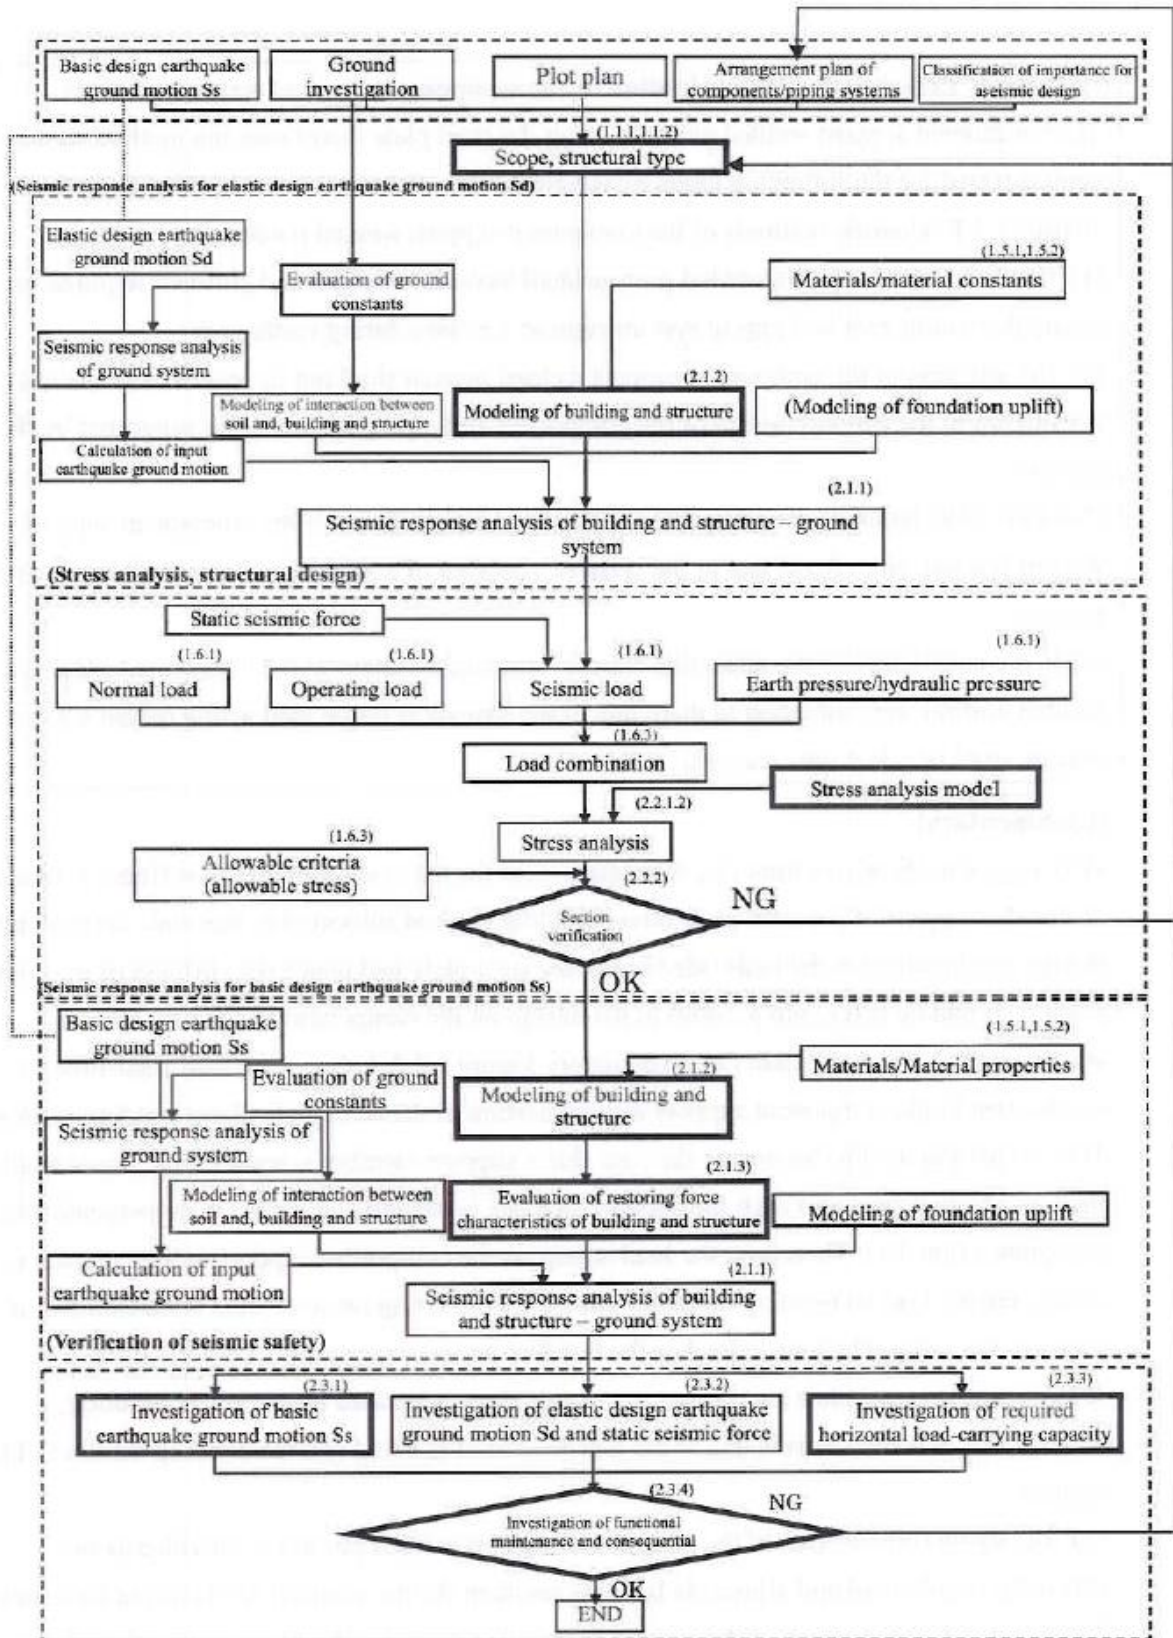 Basic design earthquake
ground motion Ss
Ground
investigation
Plot plan
Arrangement plan of
components/piping systems
Classification of importance for
aseismic design
(1.1.1,1.1.2)
Scope, structural type
(Seismic response analysis for elastic design earthquake ground motion Sd)
Elastic design earthquake
ground motion Sd
Evaluation of ground
constants
(1.5.1,1.5.2)
Materials/material constants
Seismic response analysis
of ground system
(2.1.2)
Modeling of interaction between
soil and, building and structure
Modeling of building and structure
(Modeling of foundation uplift)
Calculation of input
earthquake ground motion
(2.1.1)
Seismic response analysis of building and structure – ground
system
(Stress analysis, structural design)
Static seismic force
(1.6.1)
(1.6.1)
(1.6.1)
(1.6.1)
Normal load
Operating load
Seismic load
Earth pressure/hydraulic pressure
(1.6.3)
Load combination
Stress analysis model
(2.2.1.2)
Stress analysis
(1.6.3)
Allowable criteria
(allowable stress)
(2.2.2)
NG
Section
verification
OK
(Seismic response analysis for basic design earthquake ground motion Ss)
Basic design earthquake
ground motion Ss
(1.5.1,1.5.2)
Materials/Material properties
Evaluation of ground
constants
(2.1.2)
Modeling of building and
structure
Seismic response analysis of
ground system
(2.1.3)
Modeling of interaction between
soil and, building and structure
Evaluation of restoring force
characteristics of building and structure
Modeling of foundation uplift
Calculation of input
earthquake ground motion
(2.1.1)
Seismic response analysis of building
and structure – ground system
(Verification of seismic safety)
(2.3.1)
(2.3.2)
(2.3.3)
Investigation of basic
earthquake ground motion Ss
Investigation of elastic design earthquake
ground motion Sd and static seismic force
Investigation of required
horizontal load-carrying capacity
(2.3.4)
NG
Investigation of functional
maintenance and consequential
OK
END